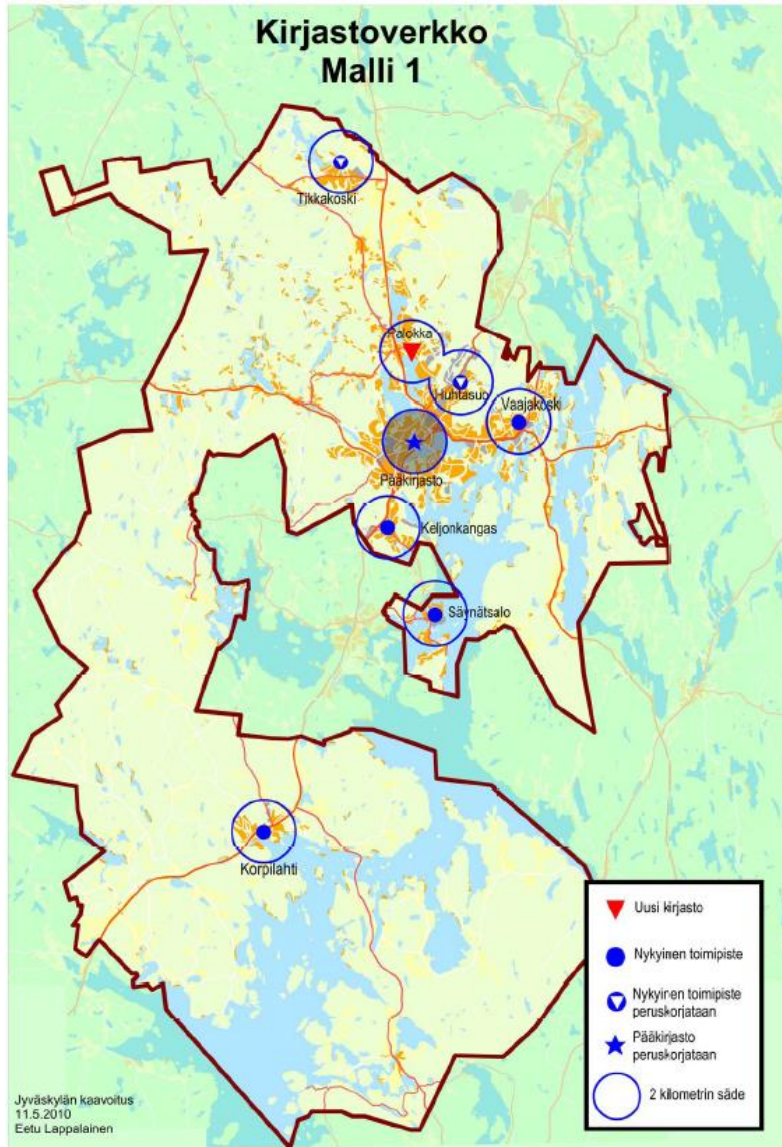 Kirjastoverkko
Malli 1
Tikkakoski
Palokka
Huhtasuo
Vaajakoski
Pääkirjasto
Keljonkangas
Säynätsalo
Korpilahti
Uusi kirjasto
Nykyinen toimipiste
Nykyinen toimipiste
peruskorjataan
Pääkirjasto
peruskorjataan
2 kilometrin säde
Jyväskylän kaavoitus
11.5.2010
Eetu Lappalainen